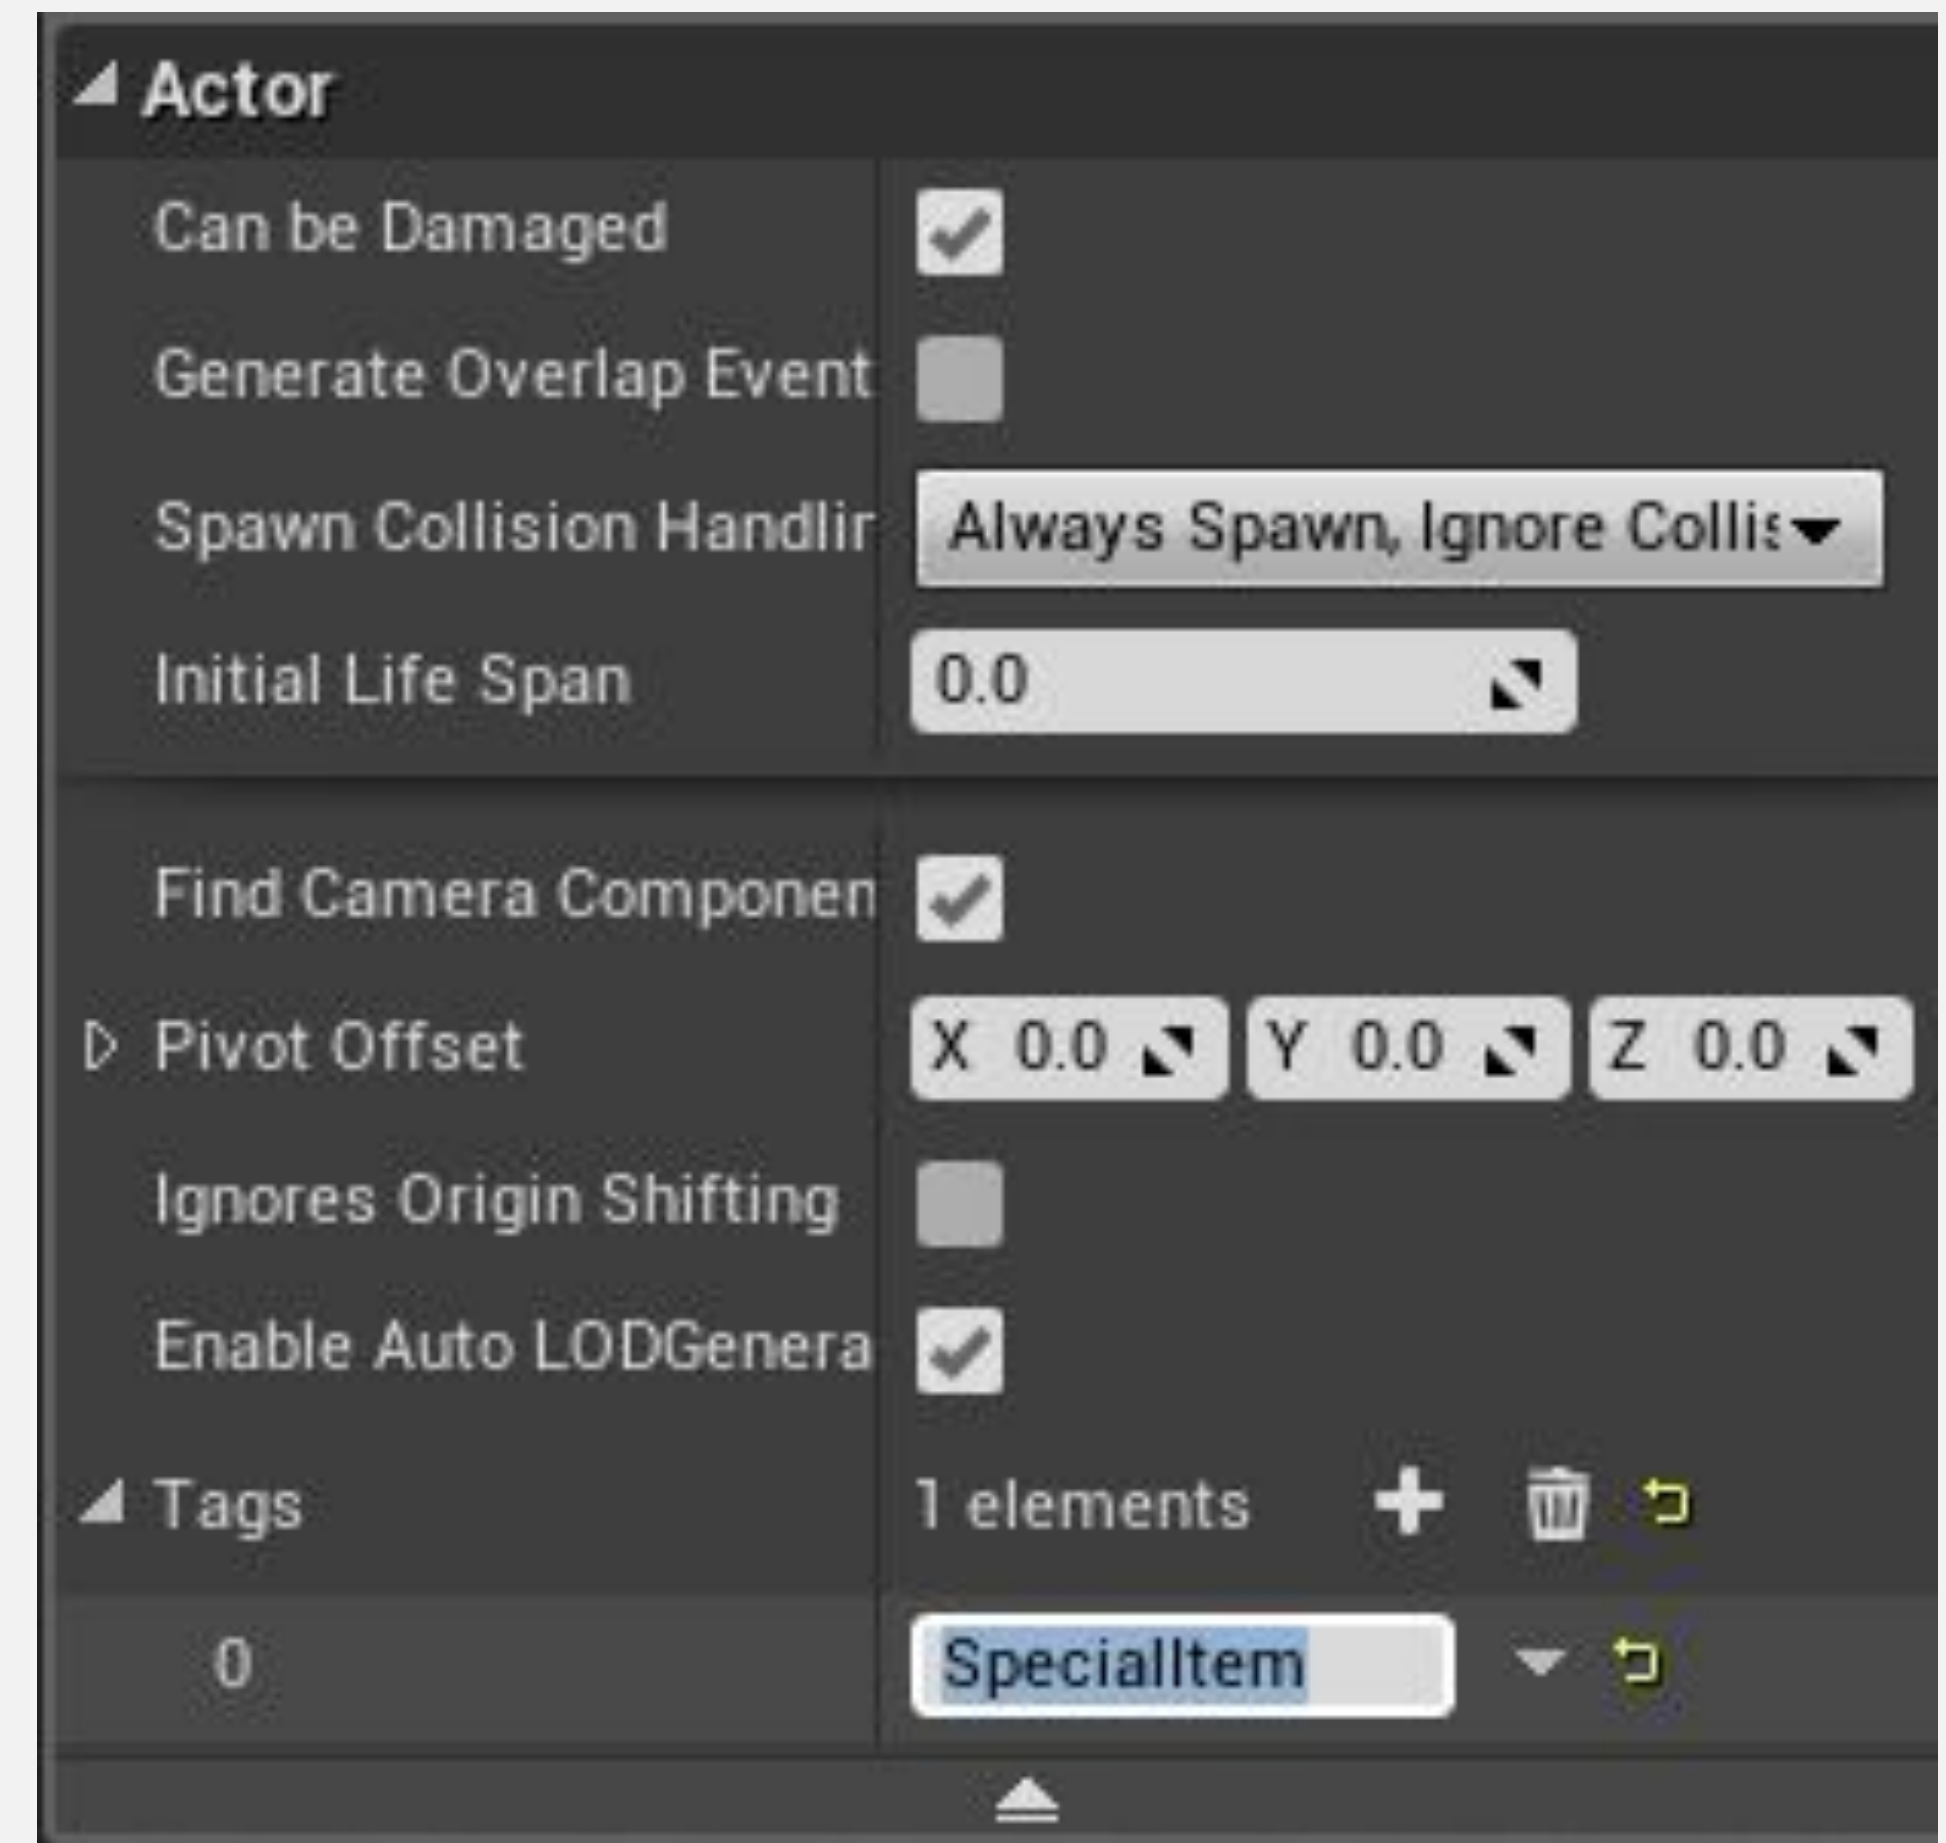 Actor
Can be Damaged
Generate Overlap Event
Spawn Collision Handlin Always Spawn, Ignore Collis
Initial Life Span 0.0
Find Camera Componen
Pivot Offset X 0.0 Y 0.0 Z 0.0
Ignores Origin Shifting
Enable Auto LODGenera
Tags 1 elements
0 SpecialItem